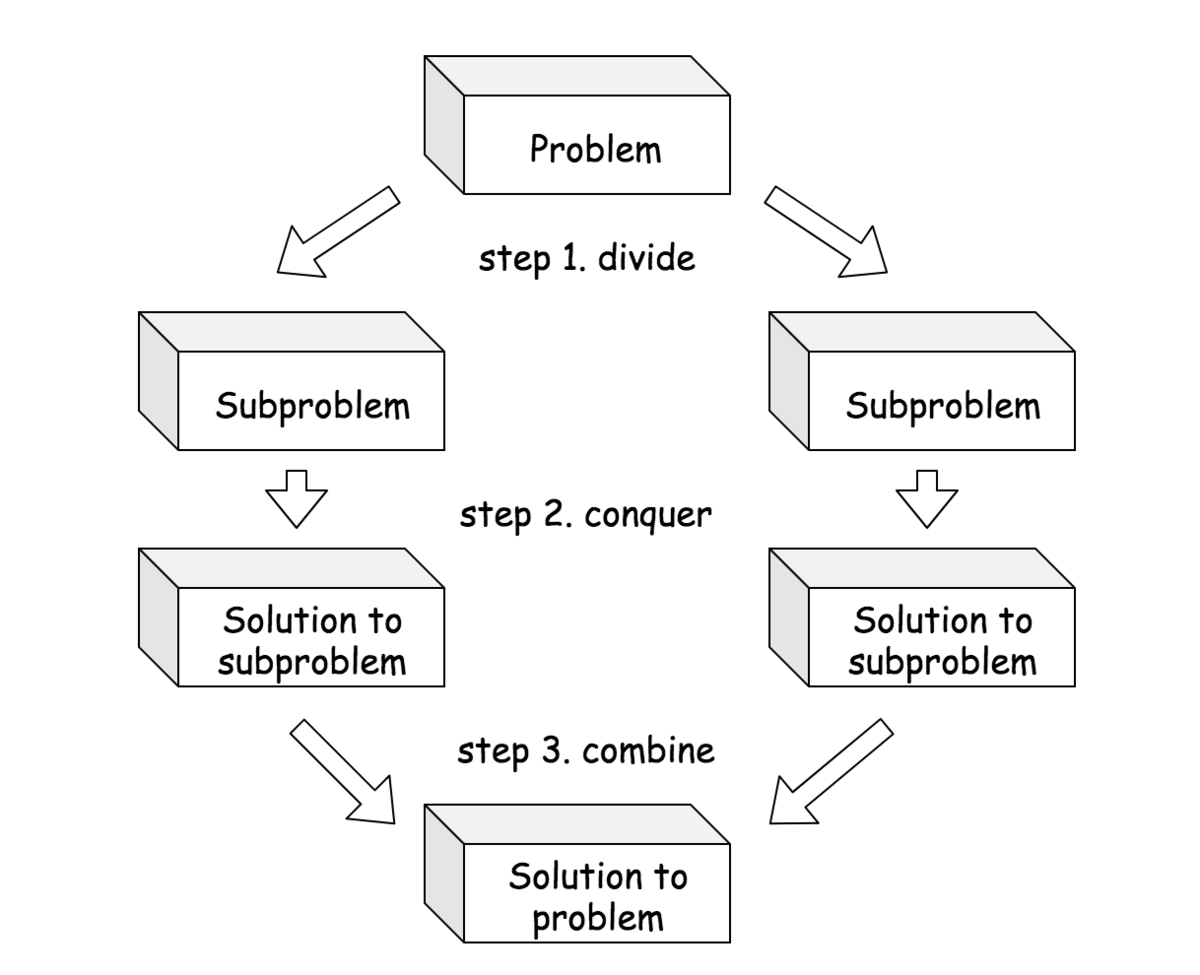 Problem
step 1. divide
Subproblem
Subproblem
step 2. conquer
Solution to
subproblem
Solution to
subproblem
step 3. combine
Solution to
problem